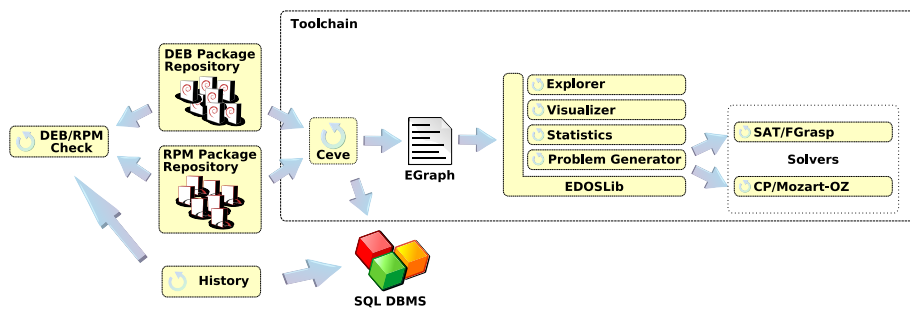 Toolchain
DEB Package
Repository
DEB/RPM
Check
RPM Package
Repository
Ceve
EGraph
Explorer
Visualizer
Statistics
Problem Generator
EDOSLib
SAT/FGrasp
Solvers
CP/Mozart-OZ
History
SQL DBMS